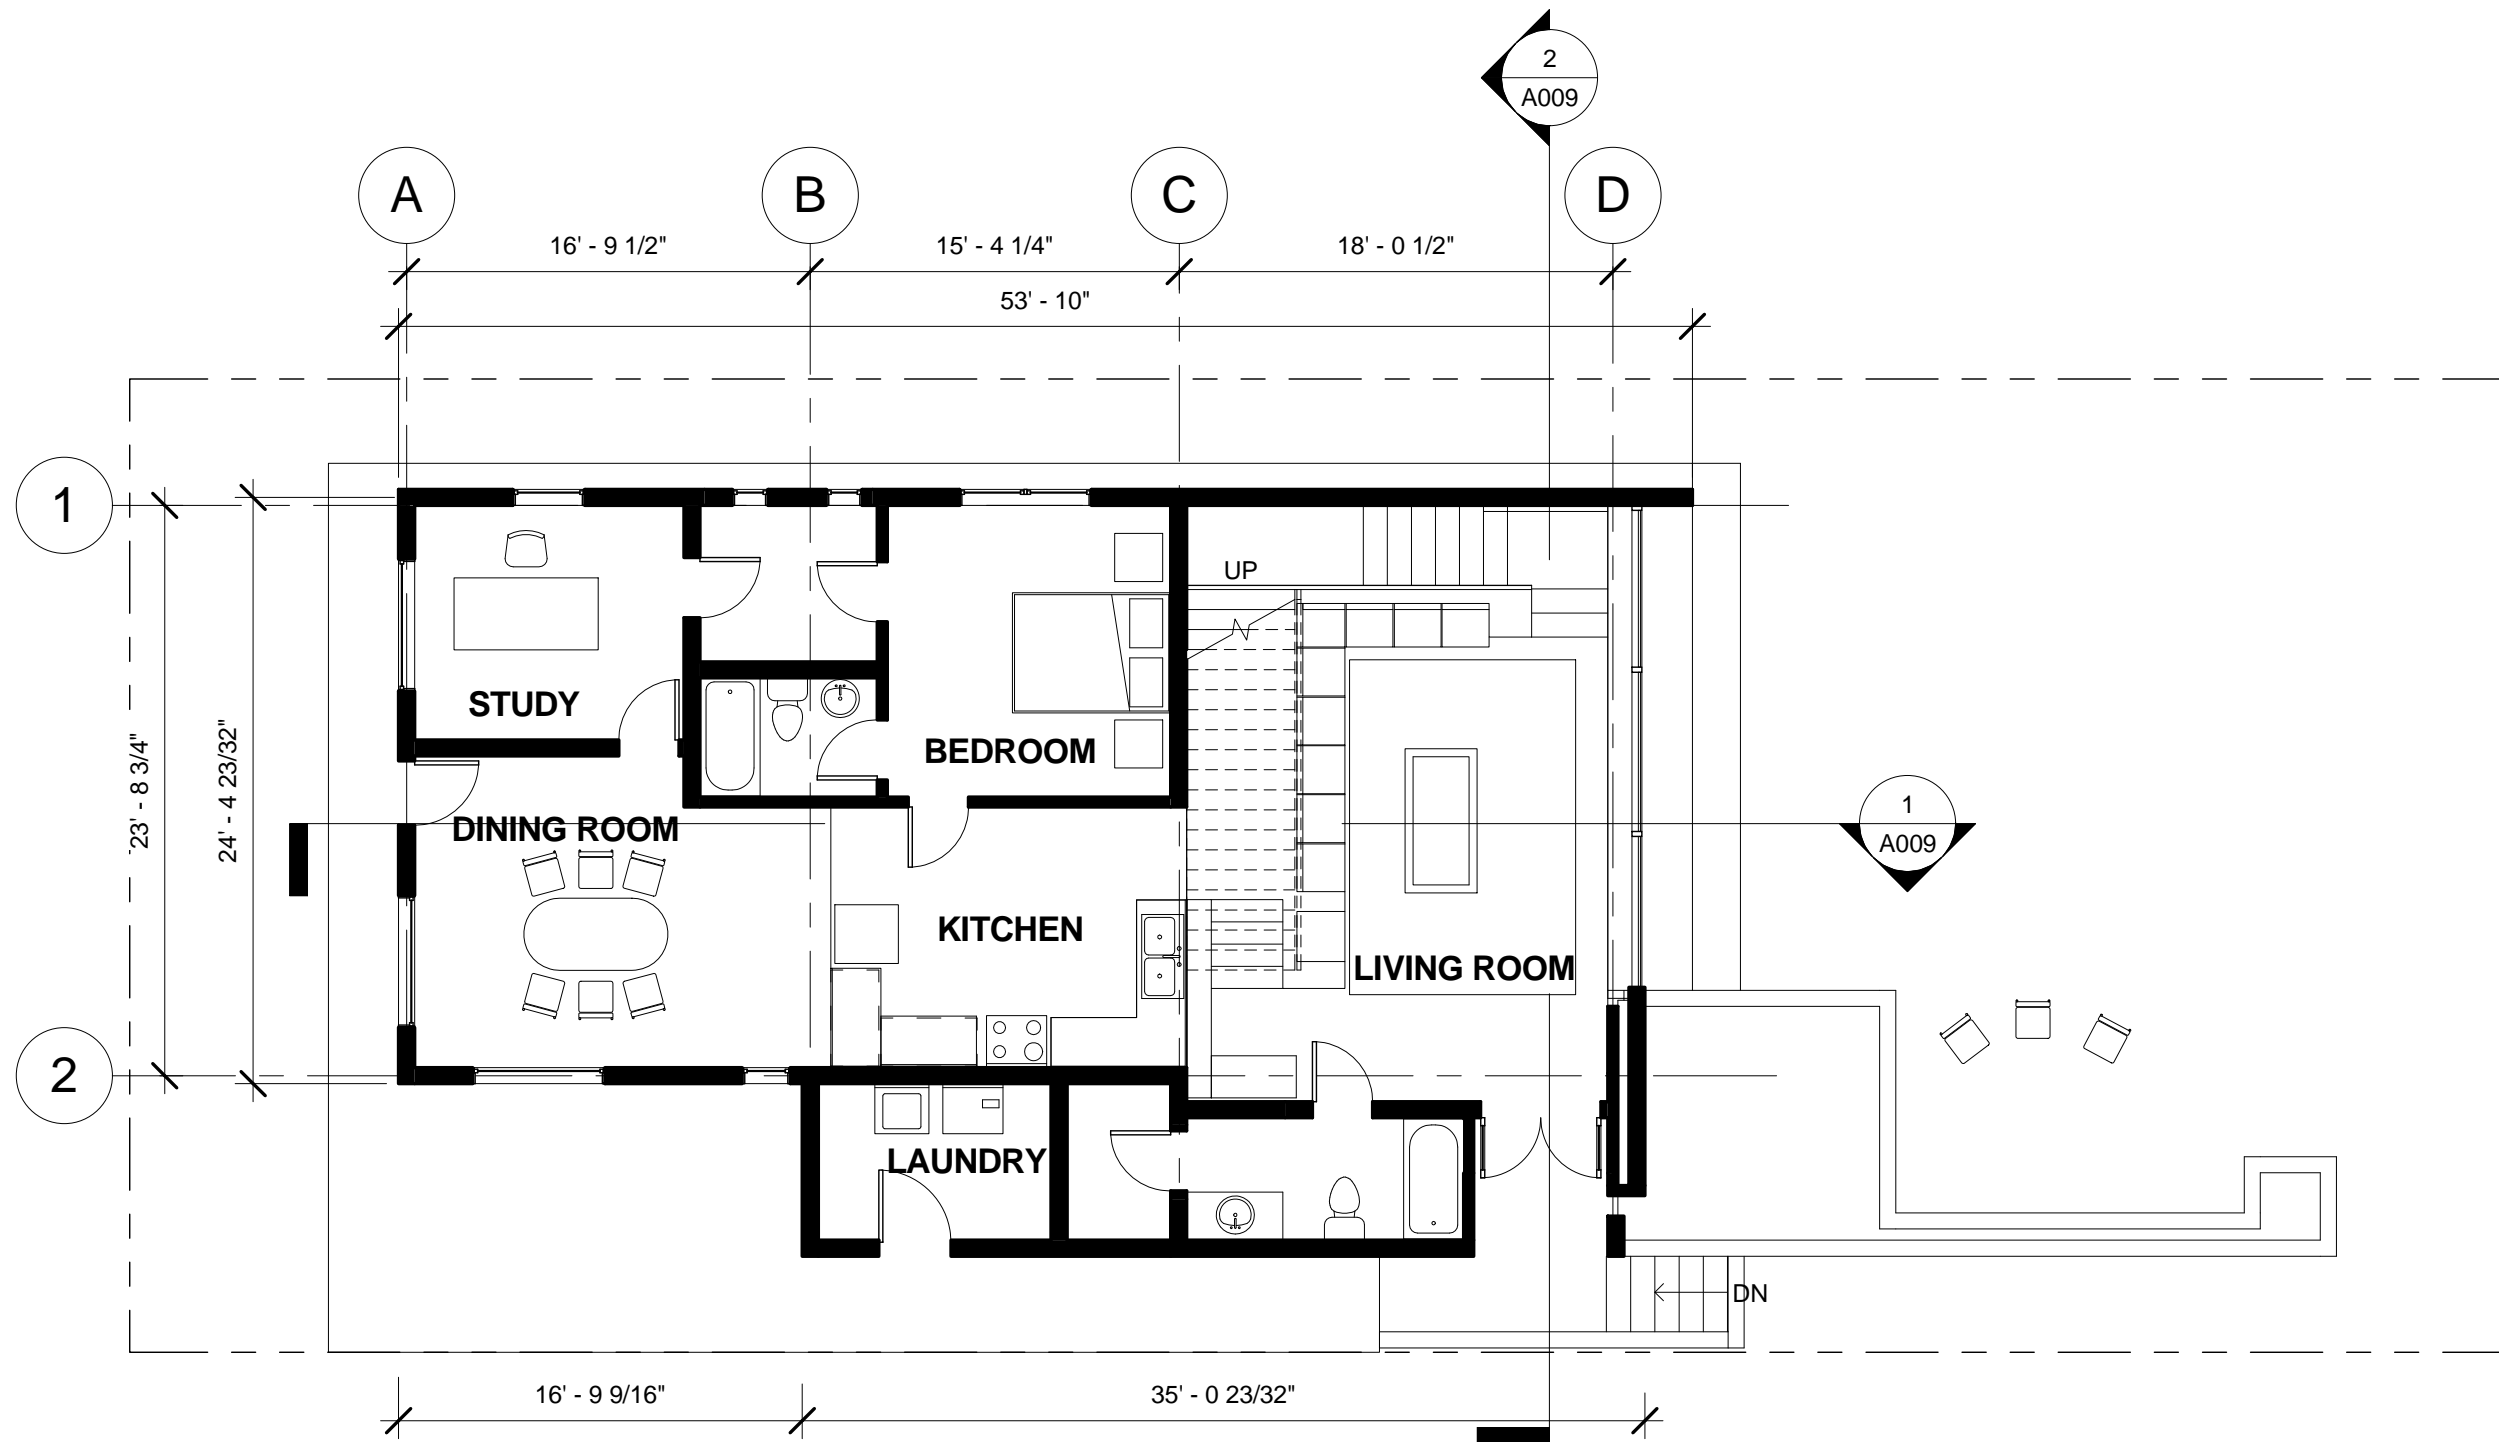 2
A009
A
B
C
D
16' - 9 1/2"
15' - 4 1/4"
18' - 0 1/2"
53' - 10"
1
UP
STUDY
BEDROOM
23' - 8 3/4"
24' - 4 23/32"
DINING ROOM
1
A009
KITCHEN
LIVING ROOM
2
LAUNDRY
DN
16' - 9 9/16"
35' - 0 23/32"